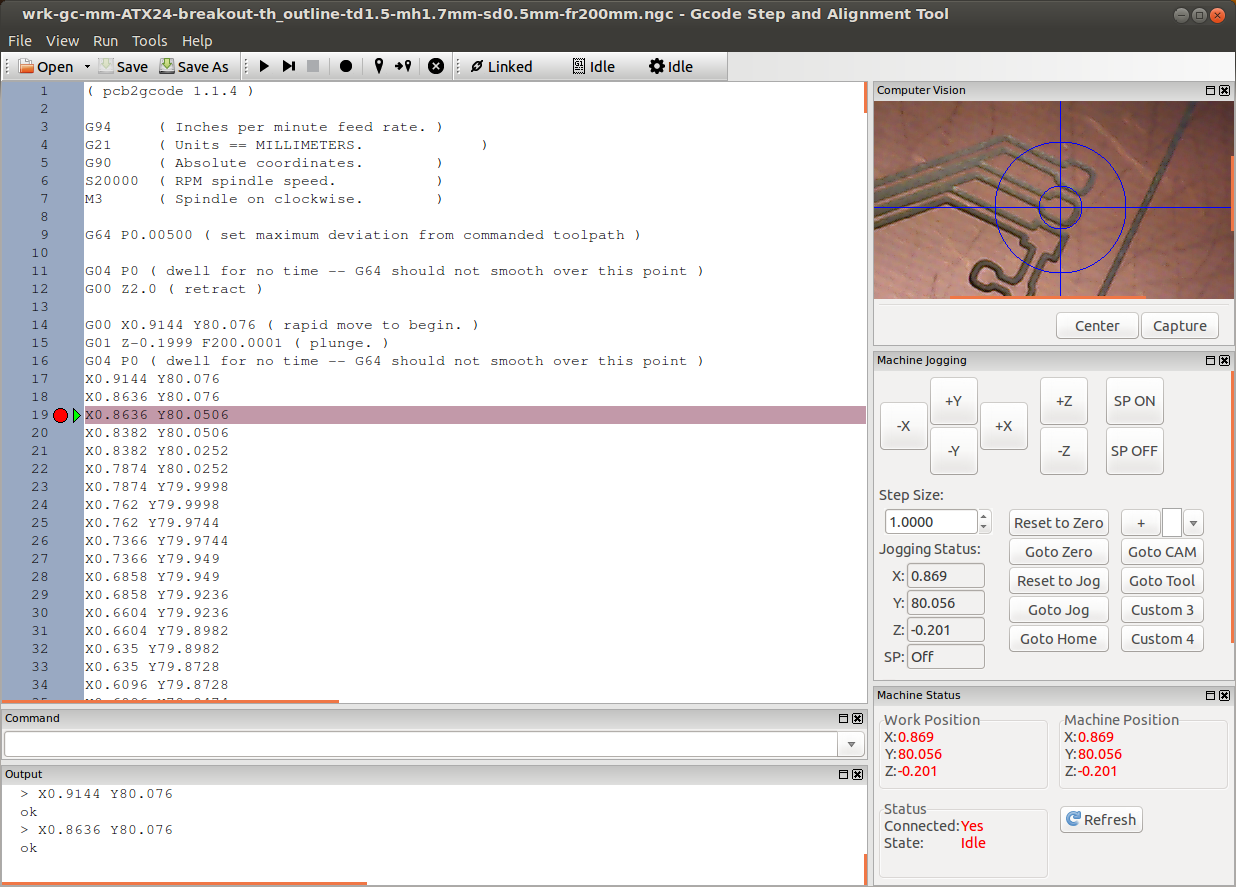 wrk-gc-mm-ATX24-breakout-th_outline-td1.5-mh1.7mm-sd0.5mm-fr200mm.ngc - Gcode Step and Alignment Tool
File View Run Tools Help
Open Save Save As Linked Idle Idle
1 ( pcb2gcode 1.1.4 )
2
3 G94 ( Inches per minute feed rate. )
4 G21 ( Units == MILLIMETERS. )
5 G90 ( Absolute coordinates. )
6 S20000 ( RPM spindle speed. )
7 M3 ( Spindle on clockwise. )
8
9 G64 P0.00500 ( set maximum deviation from commanded toolpath )
10
11 G04 P0 ( dwell for no time -- G64 should not smooth over this point )
12 G00 Z2.0 ( retract )
13
14 G00 X0.9144 Y80.076 ( rapid move to begin. )
15 G01 Z-0.1999 F200.0001 ( plunge. )
16 G04 P0 ( dwell for no time -- G64 should not smooth over this point )
17 X0.9144 Y80.076
18 X0.8636 Y80.076
19 X0.8636 Y80.0506
20 X0.8382 Y80.0506
21 X0.8382 Y80.0252
22 X0.7874 Y80.0252
23 X0.7874 Y79.9998
24 X0.762 Y79.9998
25 X0.762 Y79.9744
26 X0.7366 Y79.9744
27 X0.7366 Y79.949
28 X0.6858 Y79.949
29 X0.6858 Y79.9236
30 X0.6604 Y79.9236
31 X0.6604 Y79.8982
32 X0.635 Y79.8982
33 X0.635 Y79.8728
34 X0.6096 Y79.8728
Command
Output
> X0.9144 Y80.076
ok
> X0.8636 Y80.076
ok
Computer Vision
Center Capture
Machine Jogging
-X +Y -Y +X +Z -Z SP ON SP OFF
Step Size:
1.0000
Jogging Status:
X: 0.869
Y: 80.056
Z: -0.201
SP: Off
Reset to Zero +
Goto Zero Goto CAM
Reset to Jog Goto Tool
Goto Jog Custom 3
Goto Home Custom 4
Machine Status
Work Position
X:0.869
Y:80.056
Z:-0.201
Machine Position
X:0.869
Y:80.056
Z:-0.201
Status
Connected:Yes
State: Idle
Refresh